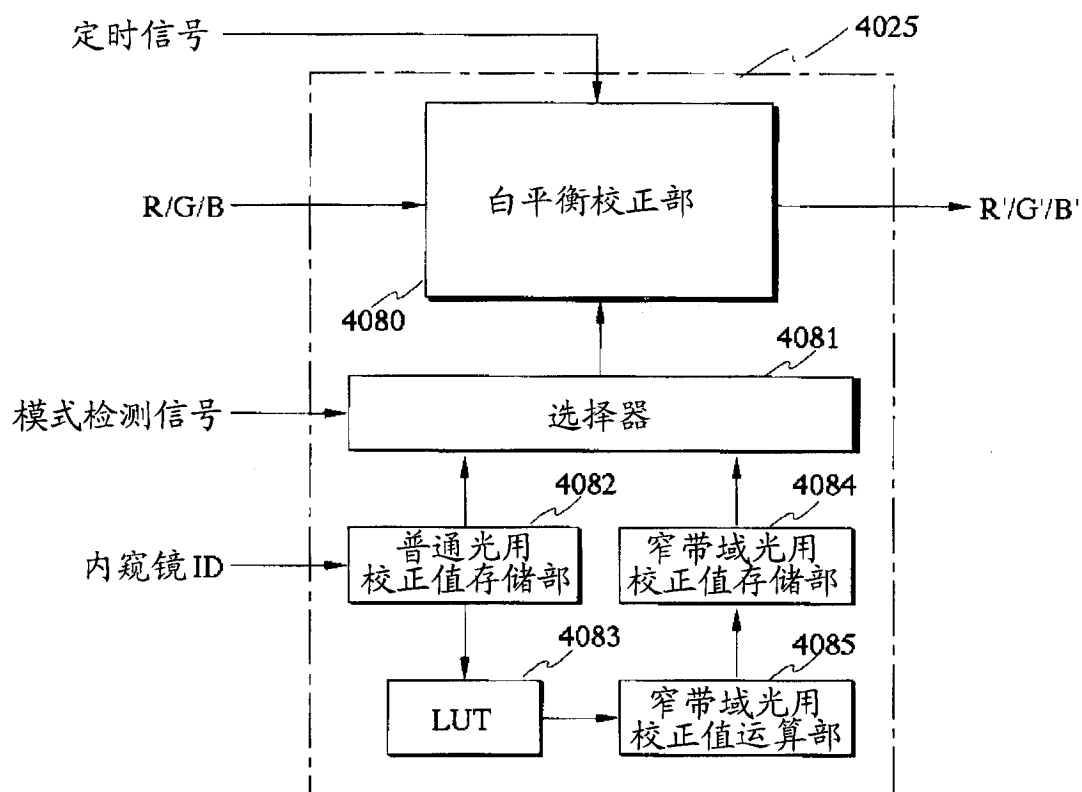 定时信号
4025
R/G/B
白平衡校正部
R'/G'/B'
4080
4081
模式检测信号
选择器
4082
4084
内窥镜ID
普通光用
校正值存储部
窄带域光用
校正值存储部
4083
4085
LUT
窄带域光用
校正值运算部